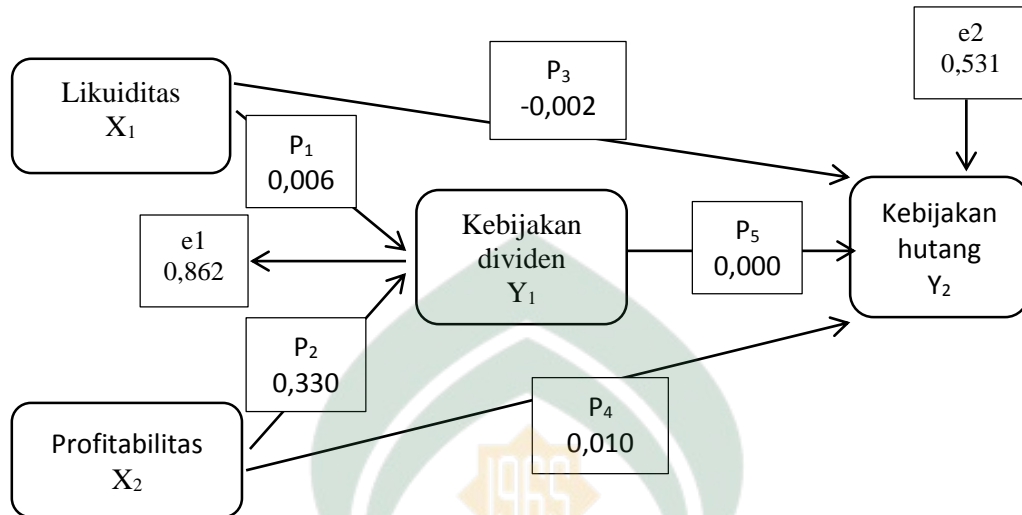 e2
0,531
Likuiditas
X₁
P₃
-0,002
P₁
0,006
e1
0,862
Kebijakan
dividen
Y₁
P₅
0,000
Kebijakan
hutang
Y₂
P₂
0,330
P₄
0,010
Profitabilitas
X₂
1965